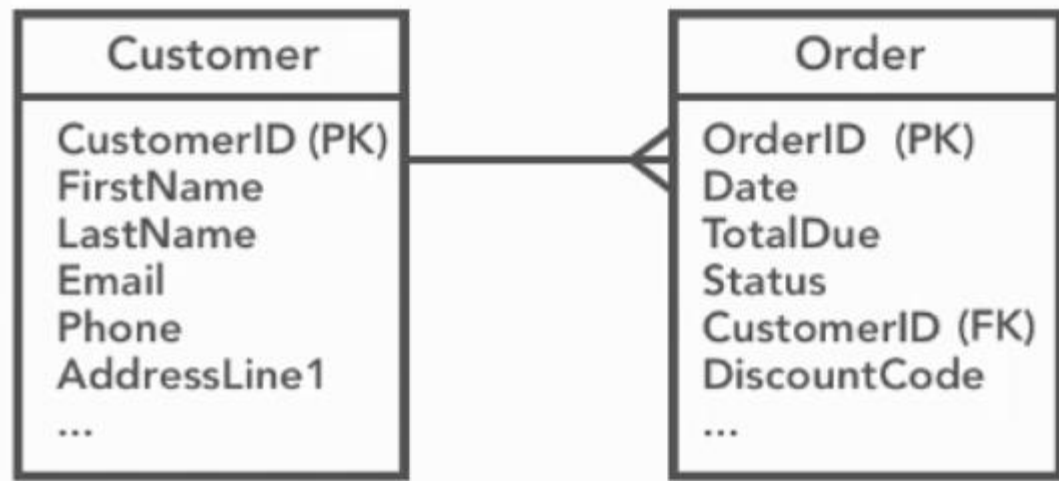 Customer
CustomerID (PK)
FirstName
LastName
Email
Phone
AddressLine1
...
Order
OrderID (PK)
Date
TotalDue
Status
CustomerID (FK)
DiscountCode
...